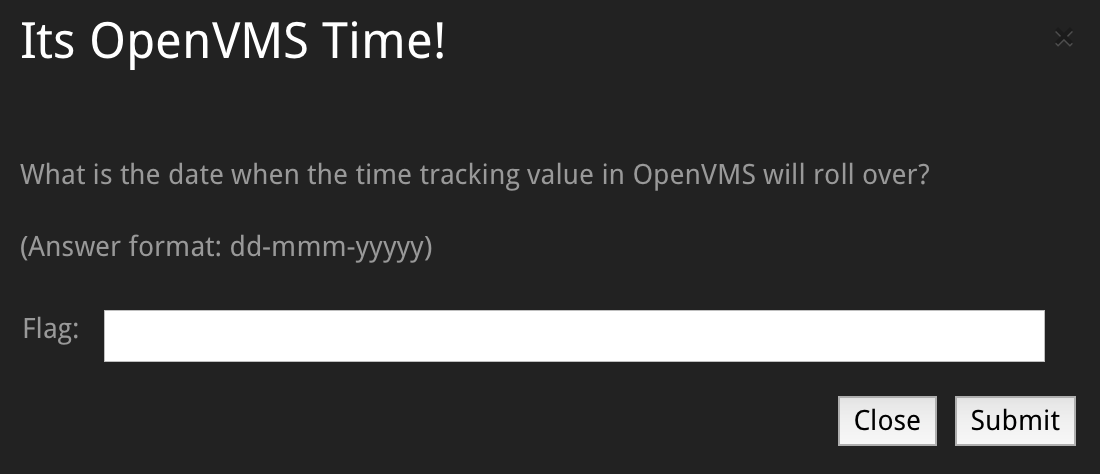 Its OpenVMS Time!
What is the date when the time tracking value in OpenVMS will roll over?
(Answer format: dd-mmm-yyyyy)
Flag:
Close Submit